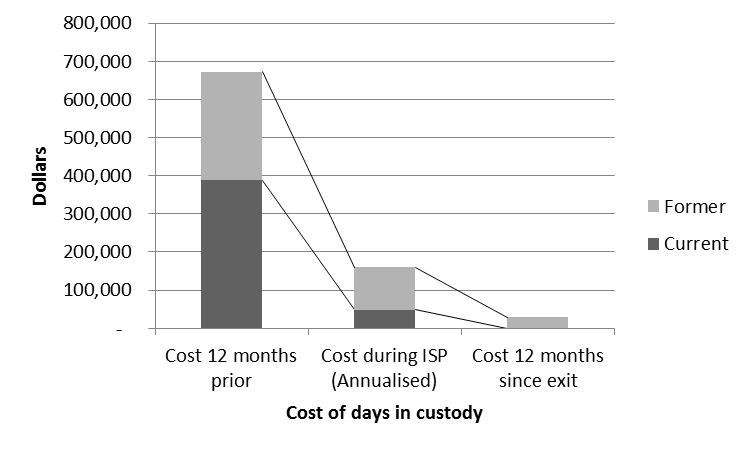 800,000
700,000
600,000
500,000
400,000
300,000
200,000
100,000
-
Dollars
Cost 12 months
prior
Cost during ISP
(Annualised)
Cost 12 months
since exit
Cost of days in custody
Former
Current